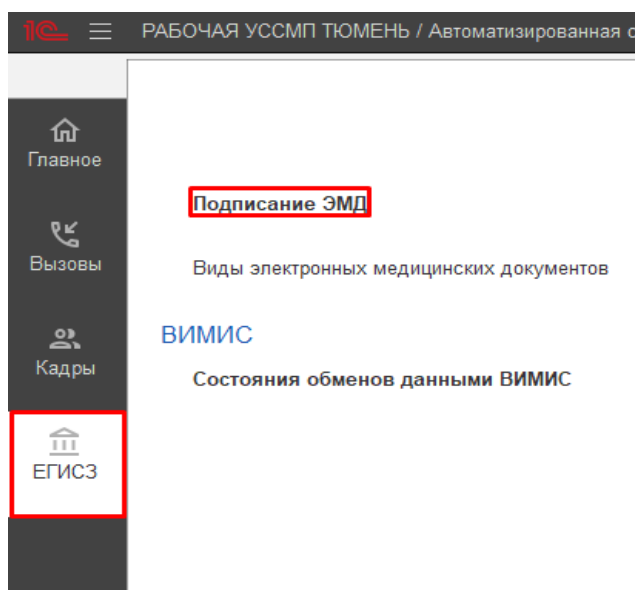 1С РАБОЧАЯ УССМП ТЮМЕНЬ / Автоматизированная с
Главное
Подписание ЭМД
Вызовы
Виды электронных медицинских документов
ВИМИС
Кадры
Состояния обменов данными ВИМИС
ЕГИСЗ